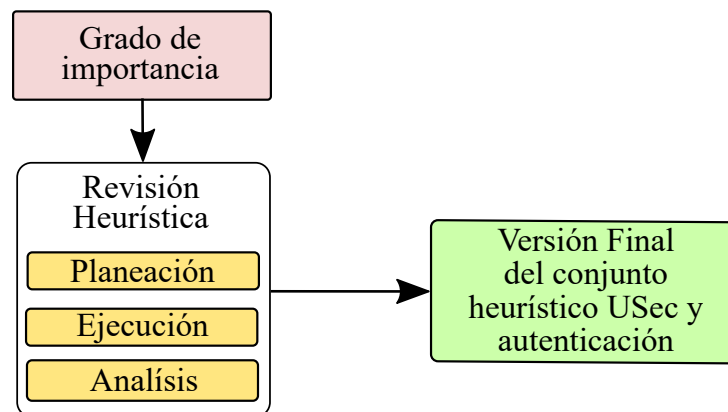 Grado de
importancia
Revisión
Heurística
Planeación
Ejecución
Analísis
Versión Final
del conjunto
heurístico USec y
autenticación